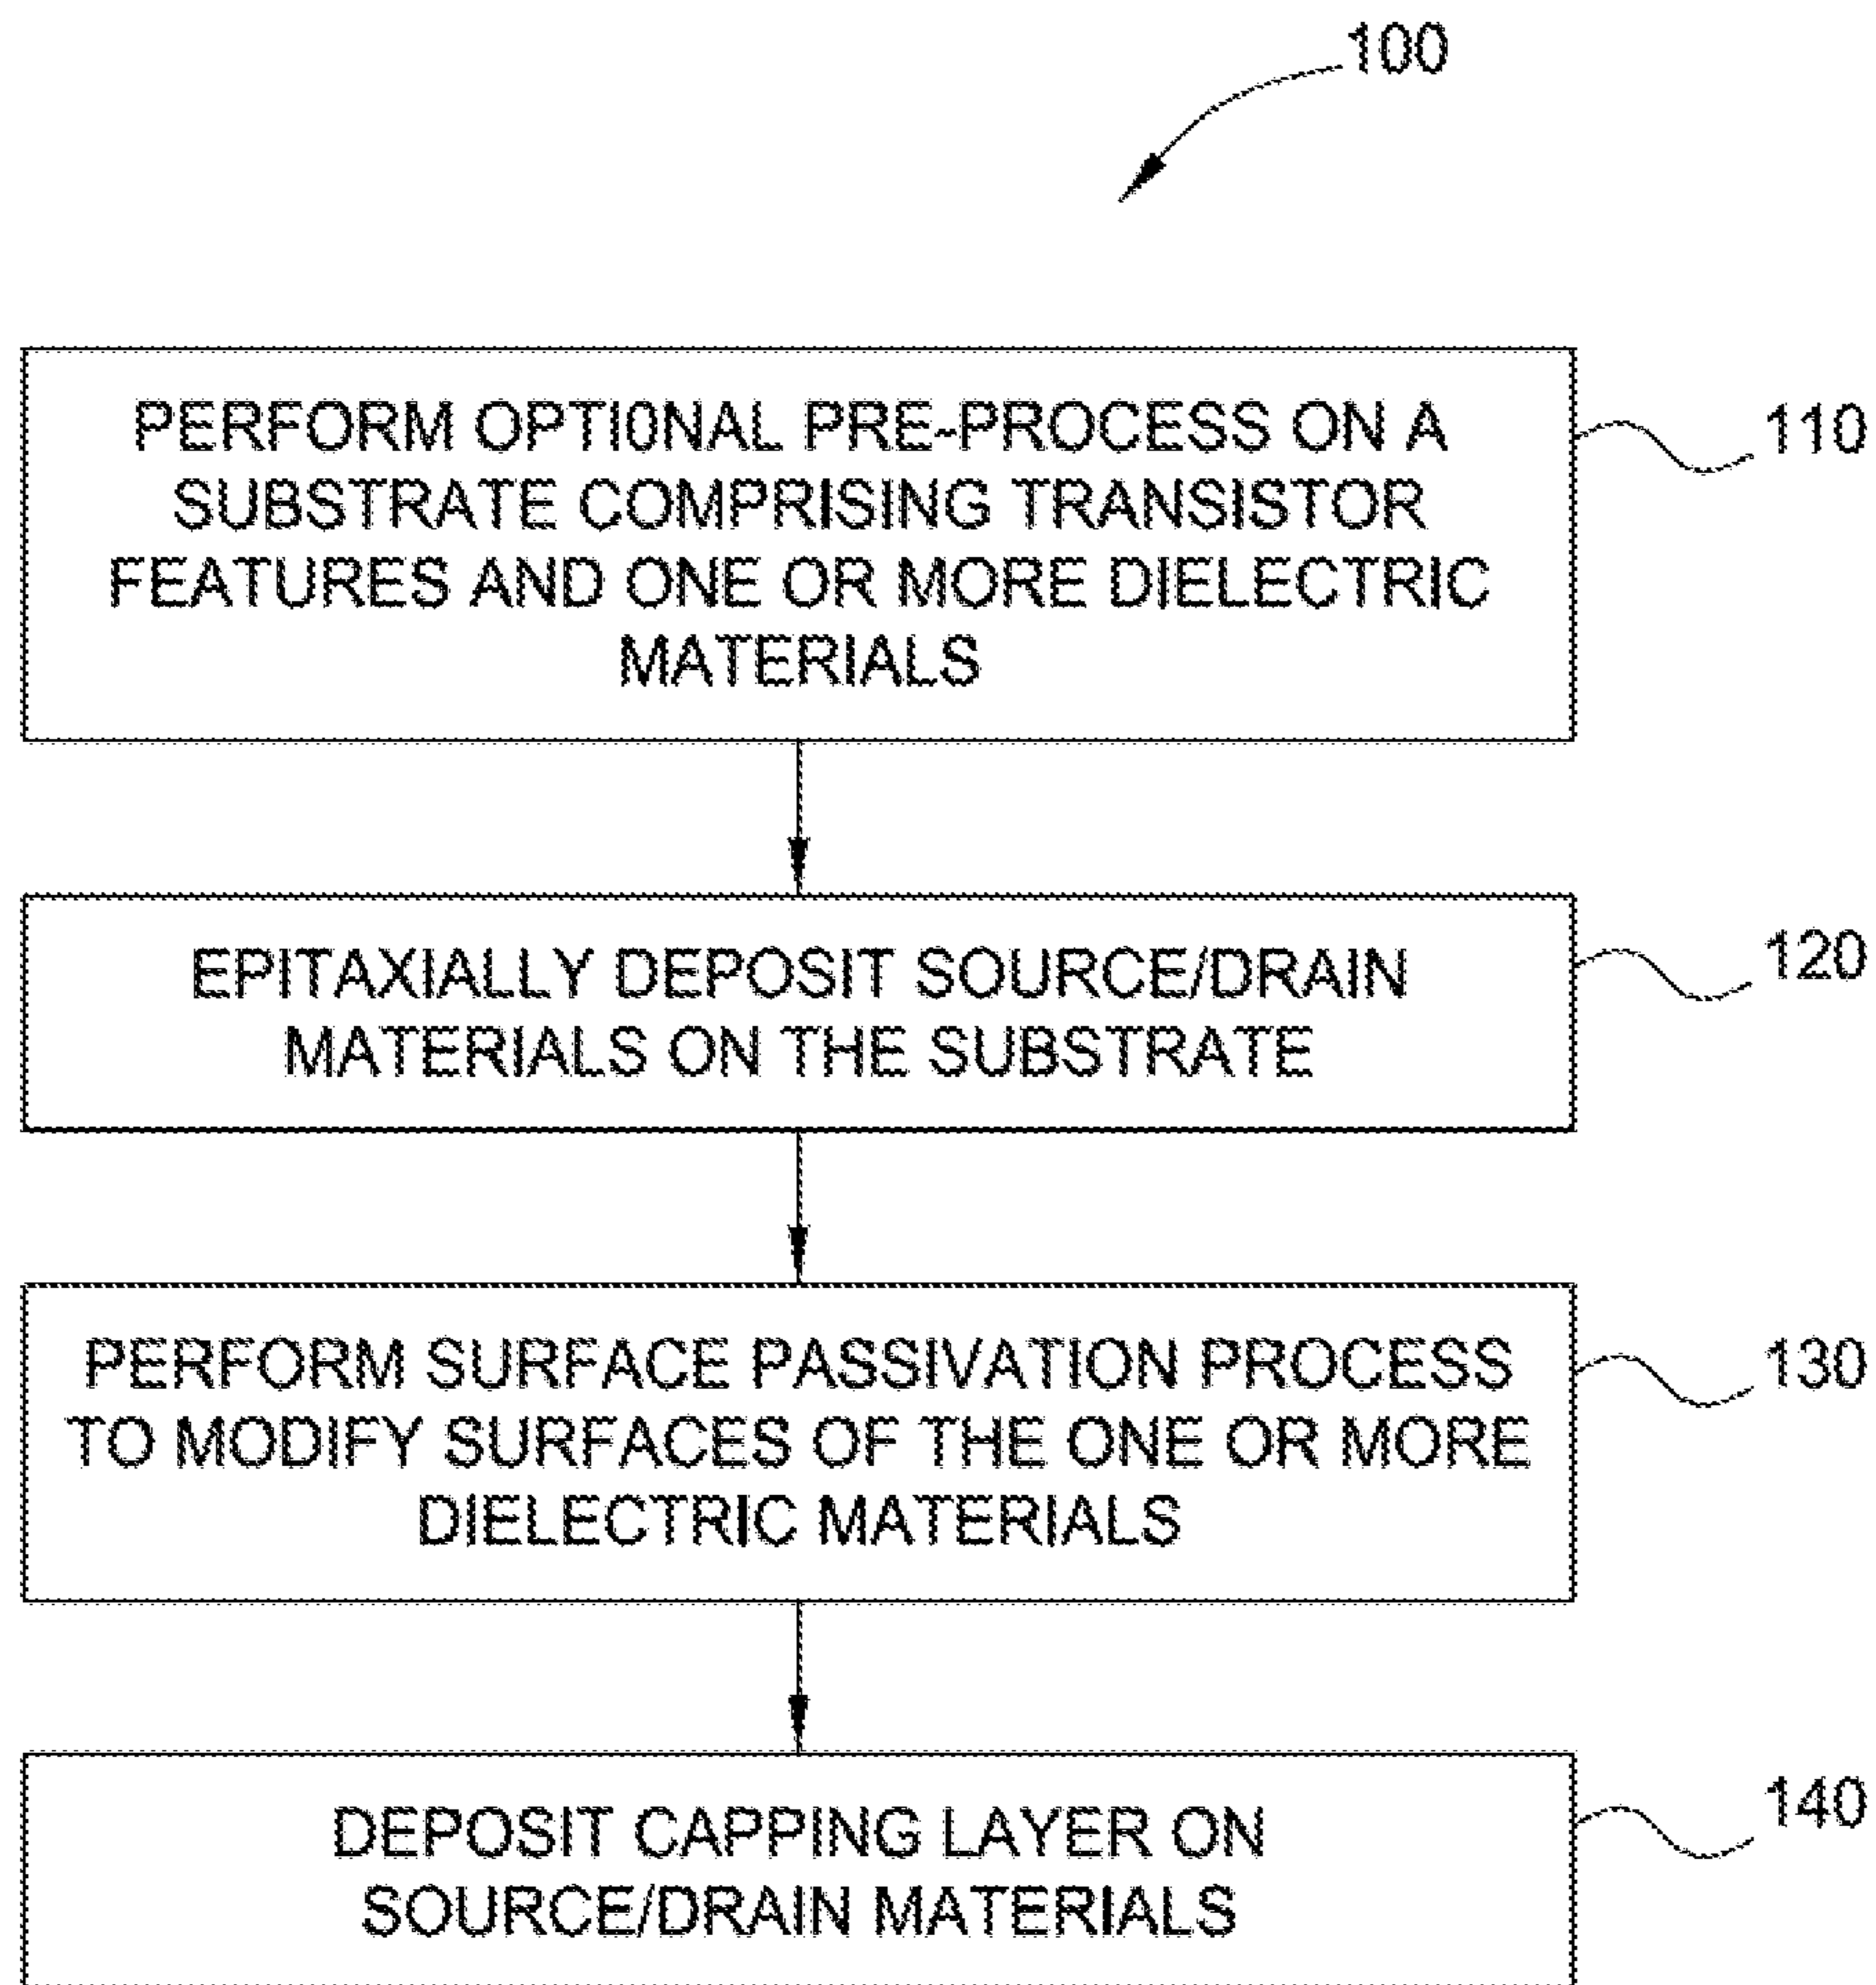 100
PERFORM OPTI0NAL PRE-PROCESS ON A
SUBSTRATE COMPRISING TRANSISTOR
FEATURES AND ONE OR MORE DIELECTRIC
MATERIALS
110
EPITAXIALLY DEPOSIT SOURCE/DRAIN
MATERIALS ON THE SUBSTRATE
120
PERFORM SURFACE PASSIVATION PROCESS
TO MODIFY SURFACES OF THE ONE OR MORE
DIELECTRIC MATERIALS
130
DEPOSIT CAPPING LAYER ON
SOURCE/DRAIN MATERIALS
140